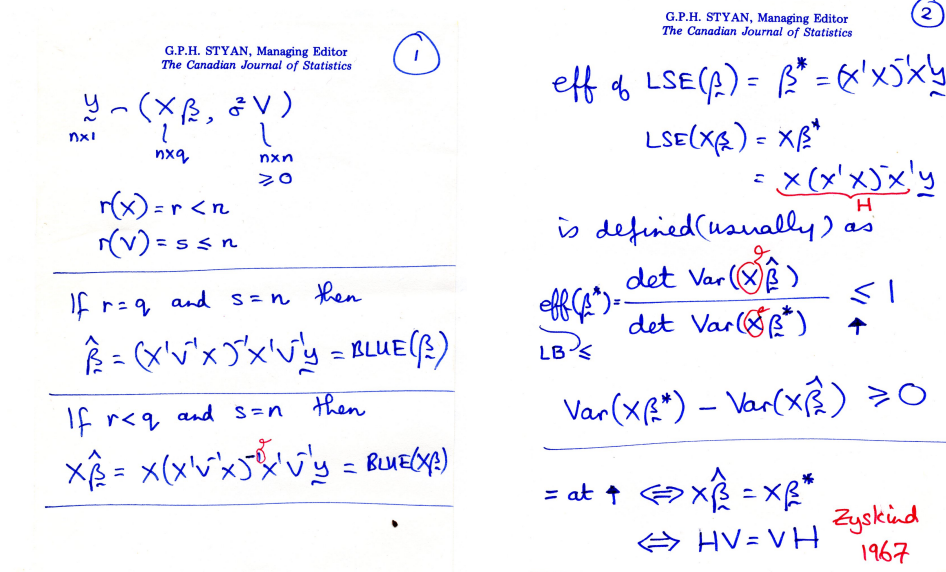 G.P.H. STYAN, Managing Editor
The Canadian Journal of Statistics
1
y ~ (Xβ, σ²V)
n×1
n×q n×n
≥0
r(X) = r < n
r(V) = s ≤ n
If r = q and s = n then
β̂ = (X'V⁻¹X)⁻¹X'V⁻¹y = BLUE(β)
If r<q and s=n then
Xβ̂ = X(X'V⁻¹X)⁻X'V⁻¹y = BLUE(Xβ)
G.P.H. STYAN, Managing Editor
The Canadian Journal of Statistics
2
eff of LSE(β) = β* = (X'X)⁻¹X'y
LSE(Xβ) = Xβ*
= X(X'X)⁻X'y
H
is defined (usually) as
eff(β*) = det Var(Xβ̂) / det Var(Xβ*) ≤ 1
LB ≤ ↑
Var(Xβ*) − Var(Xβ̂) ≥ 0
= at ↑ ⟺ Xβ̂ = Xβ*
⟺ HV = VH
Zyskind
1967